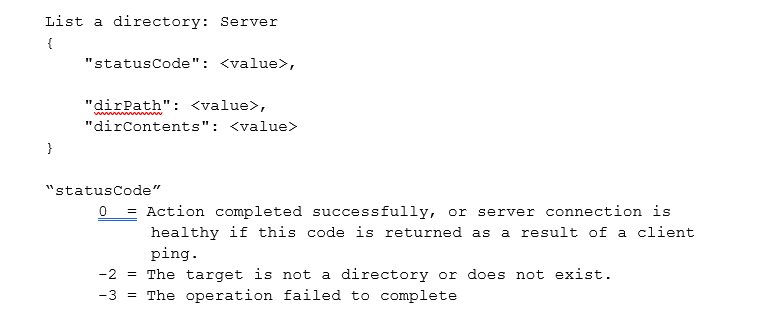 List a directory: Server
{
"statusCode": <value>,
"dirPath": <value>,
"dirContents": <value>
}
“statusCode”
0 = Action completed successfully, or server connection is
healthy if this code is returned as a result of a client
ping.
-2 = The target is not a directory or does not exist.
-3 = The operation failed to complete